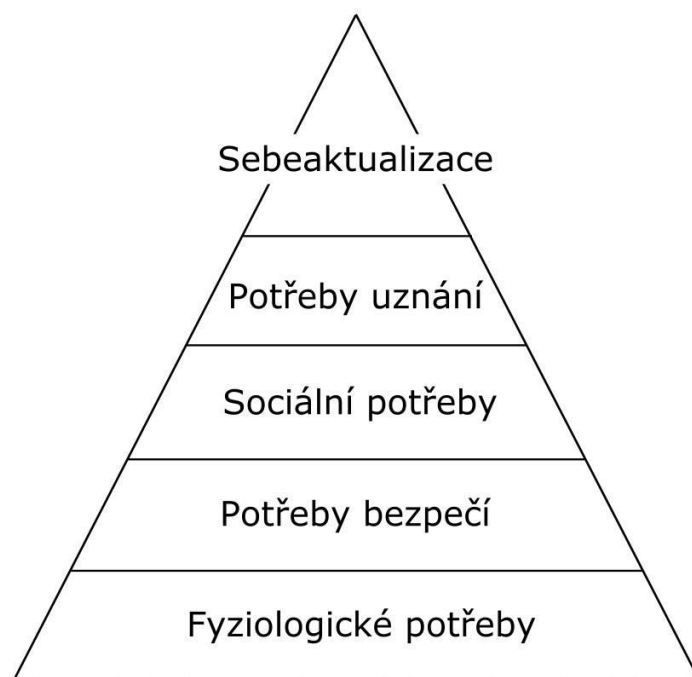 Sebeaktualizace
Potřeby uznání
Sociální potřeby
Potřeby bezpečí
Fyziologické potřeby